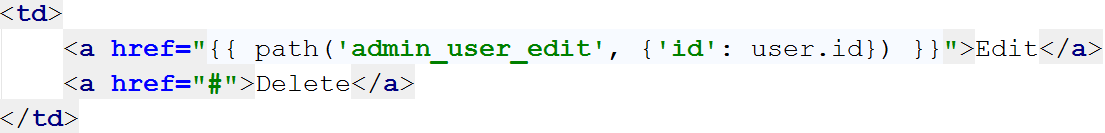 <td>
    <a href="{{ path('admin_user_edit', {'id': user.id}) }}">Edit</a>
    <a href="#">Delete</a>
</td>